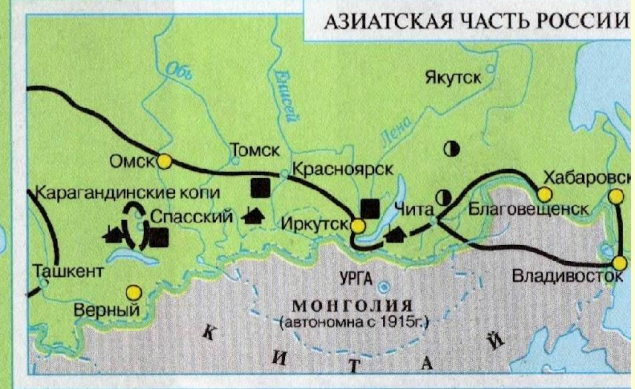 АЗИАТСКАЯ ЧАСТЬ РОССИИ
Якутск
Обь
Енисей
Лена
Томск
Омск
Красноярск
Хабаровск
Карагандинские копи
Спасский
Иркутск
Чита
Благовещенск
Ташкент
УРГА
Владивосток
Верный
МОНГОЛИЯ
(автономна с 1915г.)
КИТАЙ